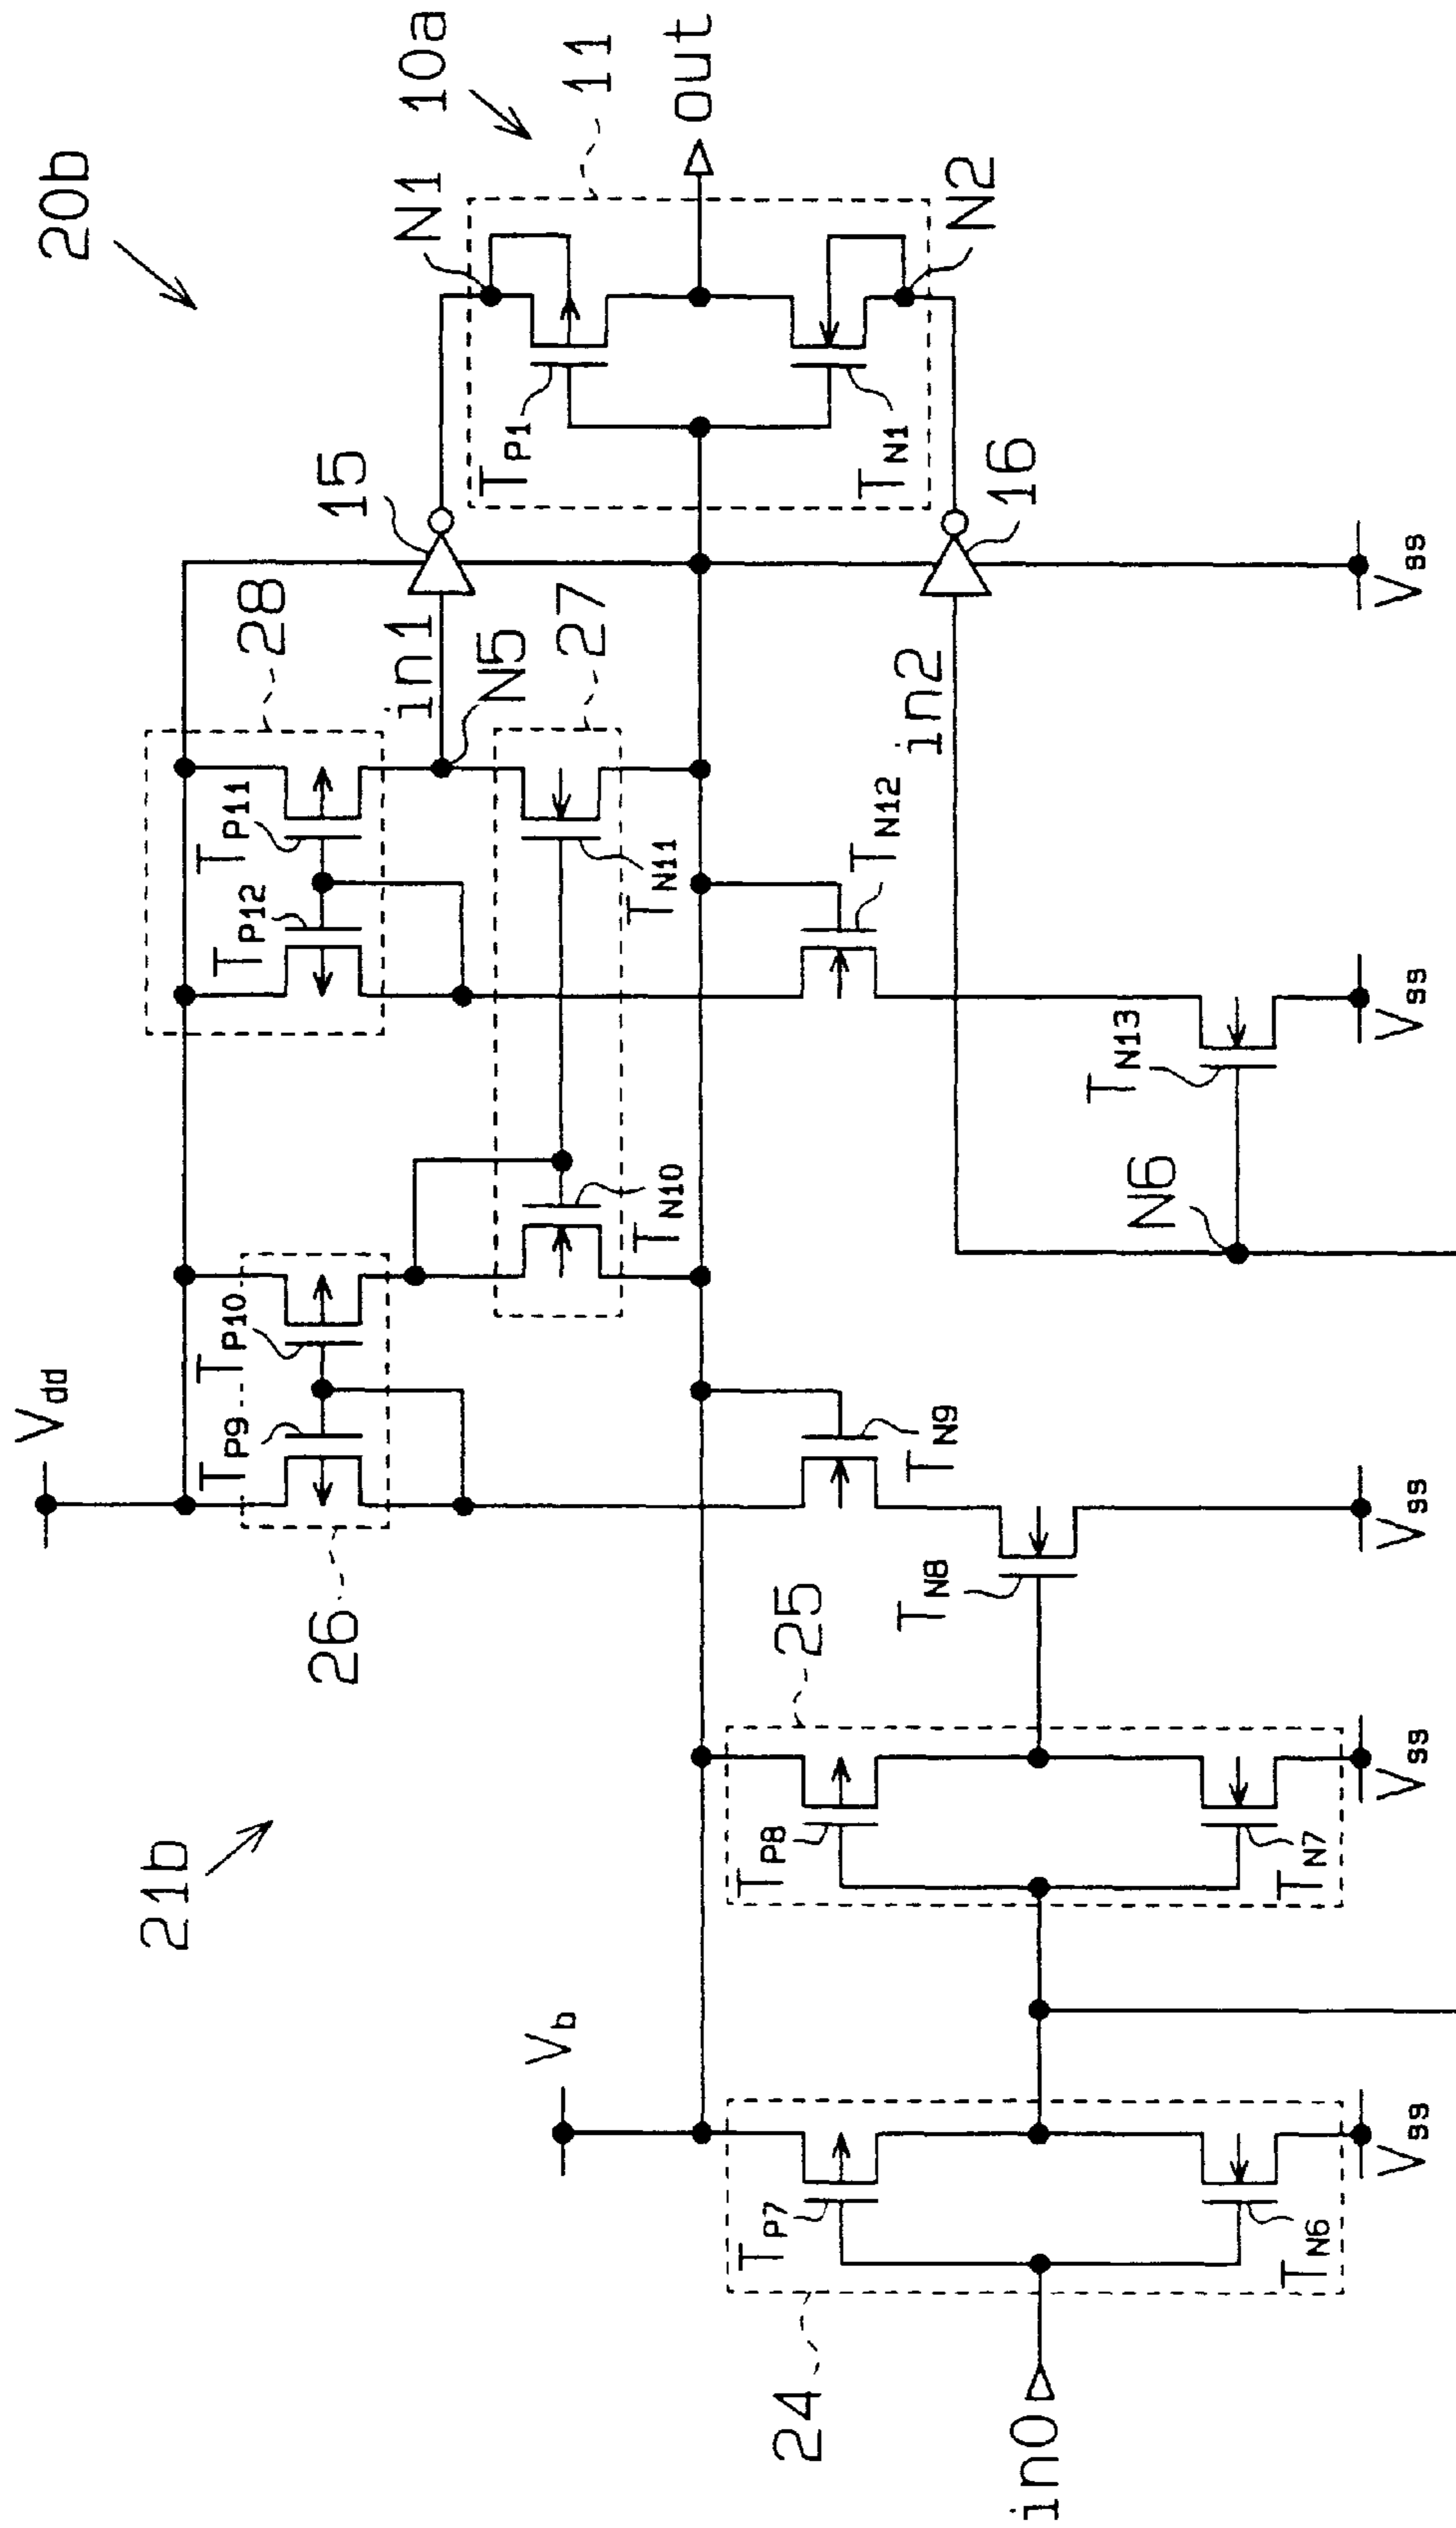 20b
10a
11
out
N1
N2
TP1
TN1
15
16
28
27
in1
N5
in2
Vss
TP11
TP12
TN11
TN12
TN13
Vss
N6
TP10
TN10
Vdd
TP9
TN9
26
TN8
Vss
25
21b
TP8
TN7
Vss
Vb
TP7
TN6
Vss
24
in0